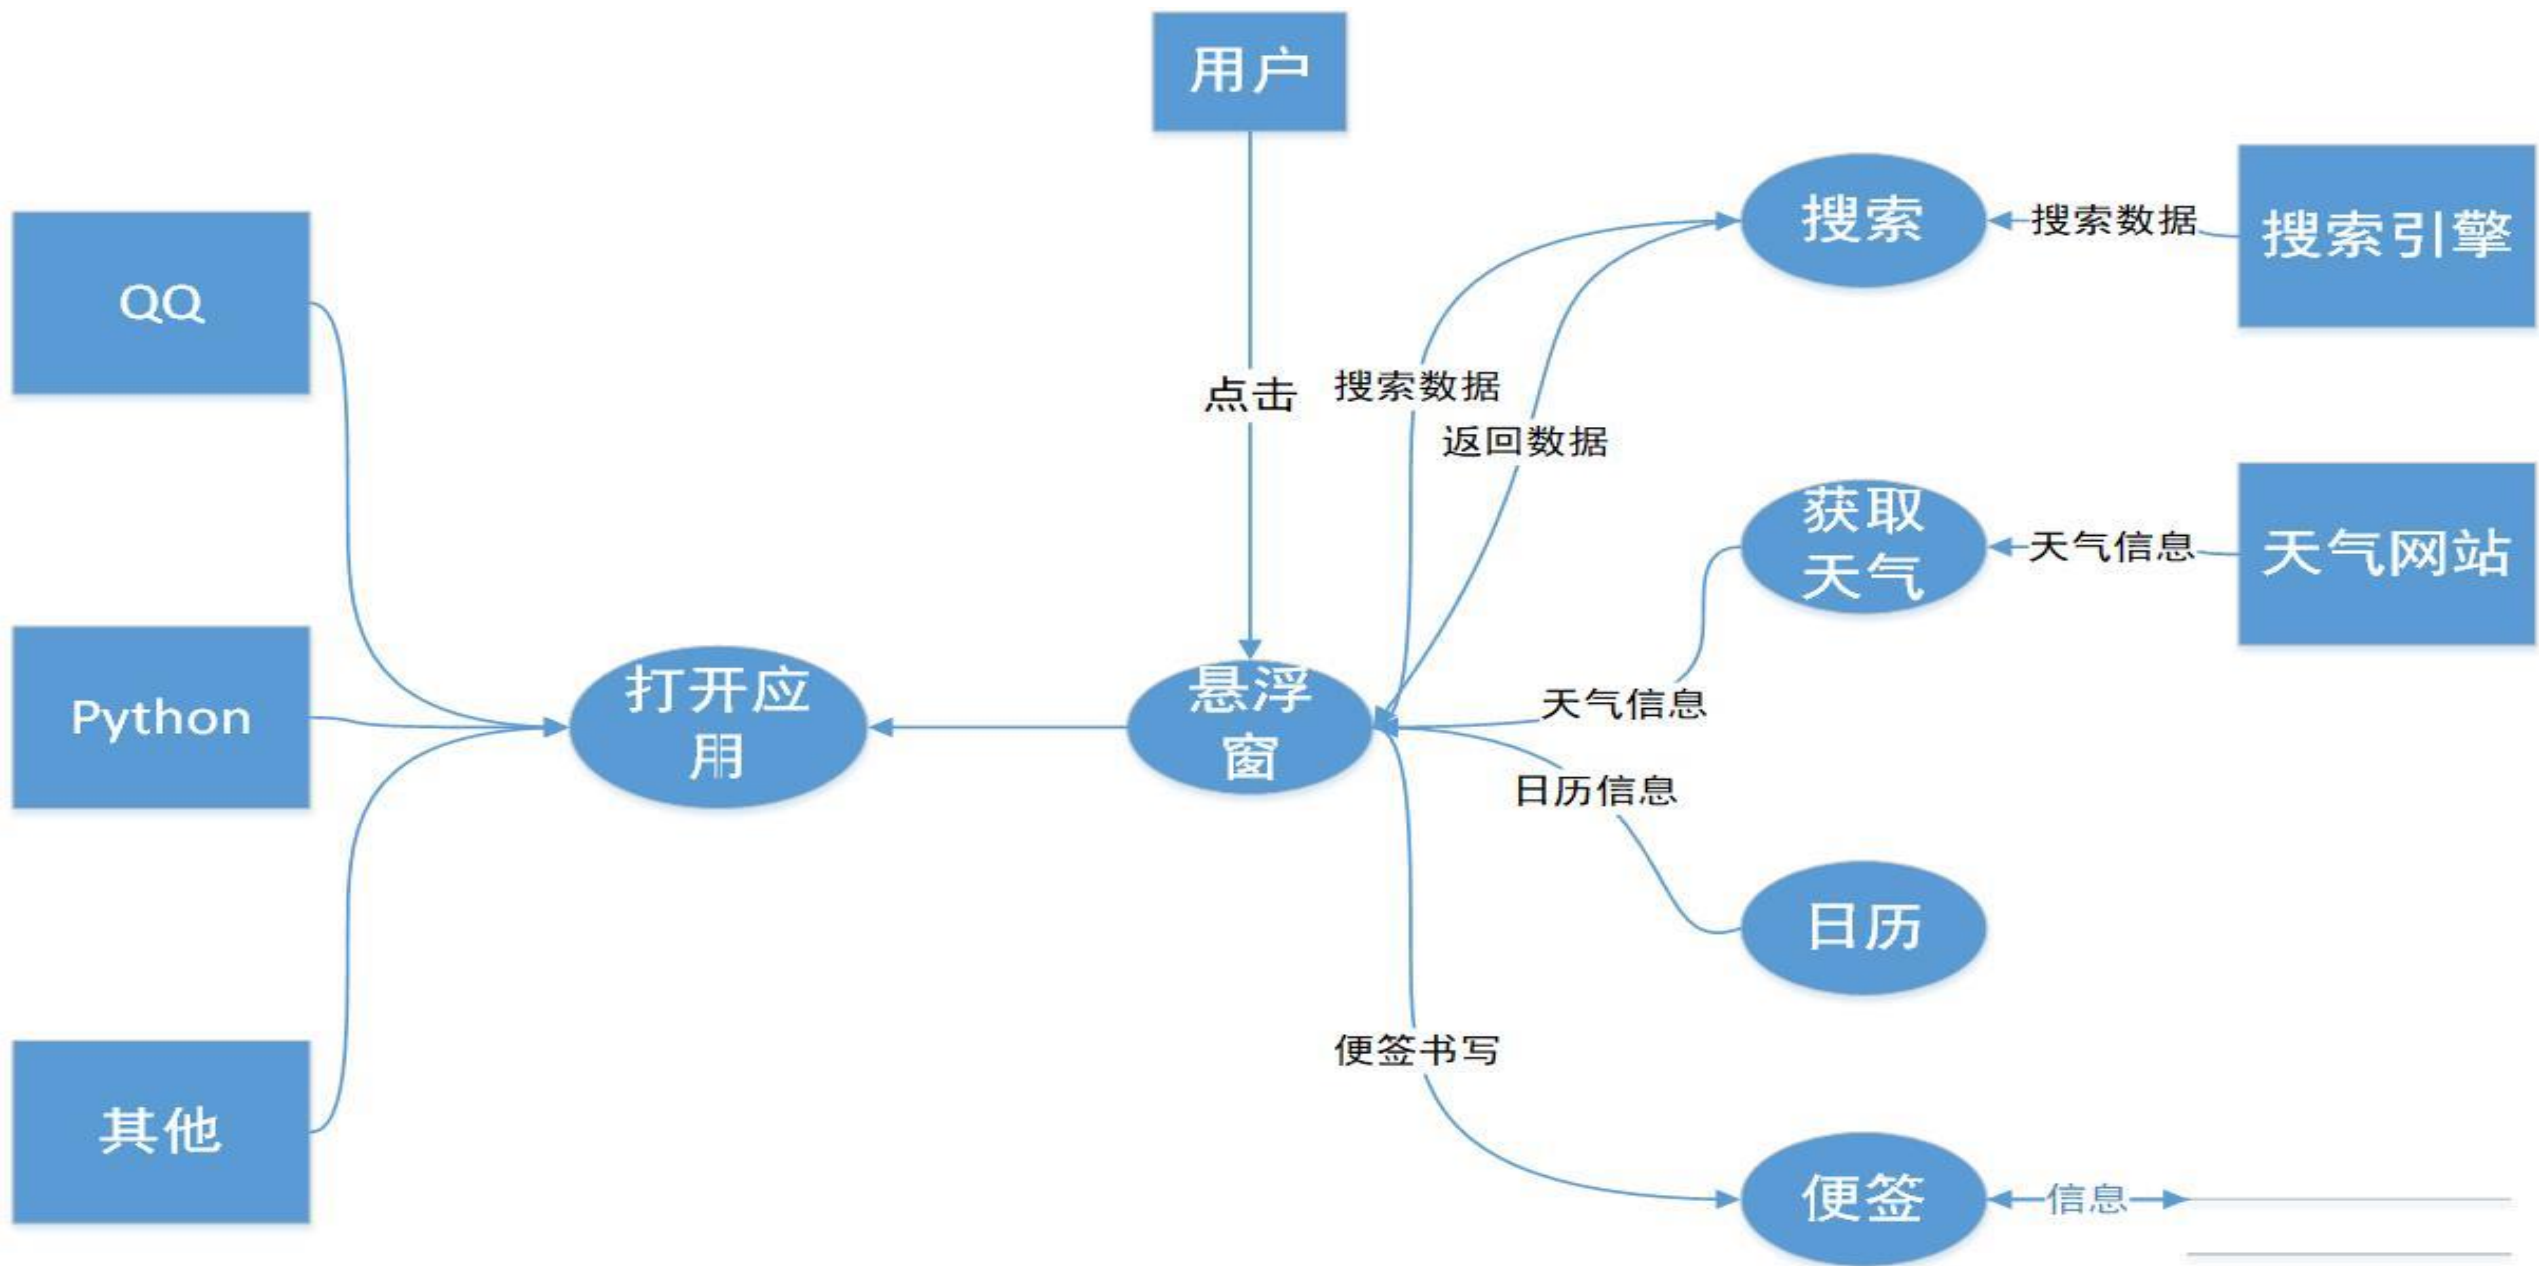 用户
搜索
搜索数据
搜索引擎
QQ
点击
搜索数据
返回数据
获取
天气
天气信息
天气网站
Python
打开应
用
悬浮
窗
天气信息
日历信息
日历
其他
便签书写
便签
信息